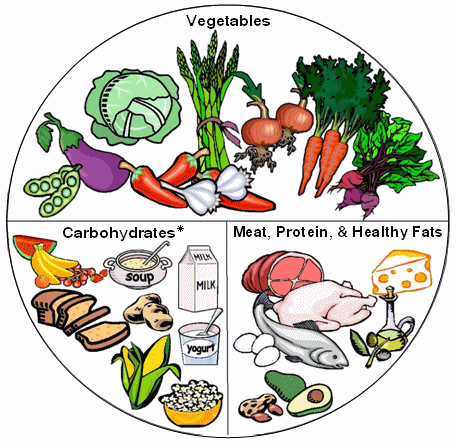 Vegetables
Carbohydrates*
Meat, Protein, & Healthy Fats
soup
MILK
MILK
yogurt